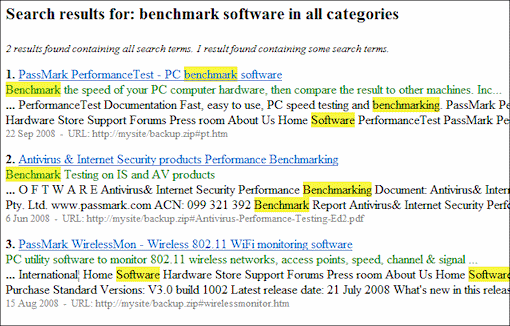 Search results for: benchmark software in all categories
2 results found containing all search terms. 1 result found containing some search terms.
1. PassMark PerformanceTest - PC benchmark software
Benchmark the speed of your PC computer hardware, then compare the result to other machines. Inc...
... PerformanceTest Documentation Fast, easy to use, PC speed testing and benchmarking. PassMark Pe
Hardware Store Support Forums Press room About Us Home Software PerformanceTest PassMark Pe
22 Sep 2008 - URL: http://mysite/backup.zip#pt.htm
2. Antivirus & Internet Security products Performance Benchmarking
Benchmark Testing on IS and AV products
... O F T W A R E Antivirus& Internet Security Performance Benchmarking Document: Antivirus& Inter
Pty. Ltd. www.passmark.com ACN: 099 321 392 Benchmark Report Antivirus& Internet Security Perfo
6 Jun 2008 - URL: http://mysite/backup.zip#Antivirus-Performance-Testing-Ed2.pdf
3. PassMark WirelessMon - Wireless 802.11 WiFi monitoring software
PC utility software to monitor 802.11 wireless networks, access points, speed, channel & signal ...
... International Home Software Hardware Store Support Forums Press room About Us Home Software
Purchase Standard Versions: V3.0 build 1002 Latest release date: 21 July 2008 What's new in this relea
15 Aug 2008 - URL: http://mysite/backup.zip#wirelessmonitor.htm